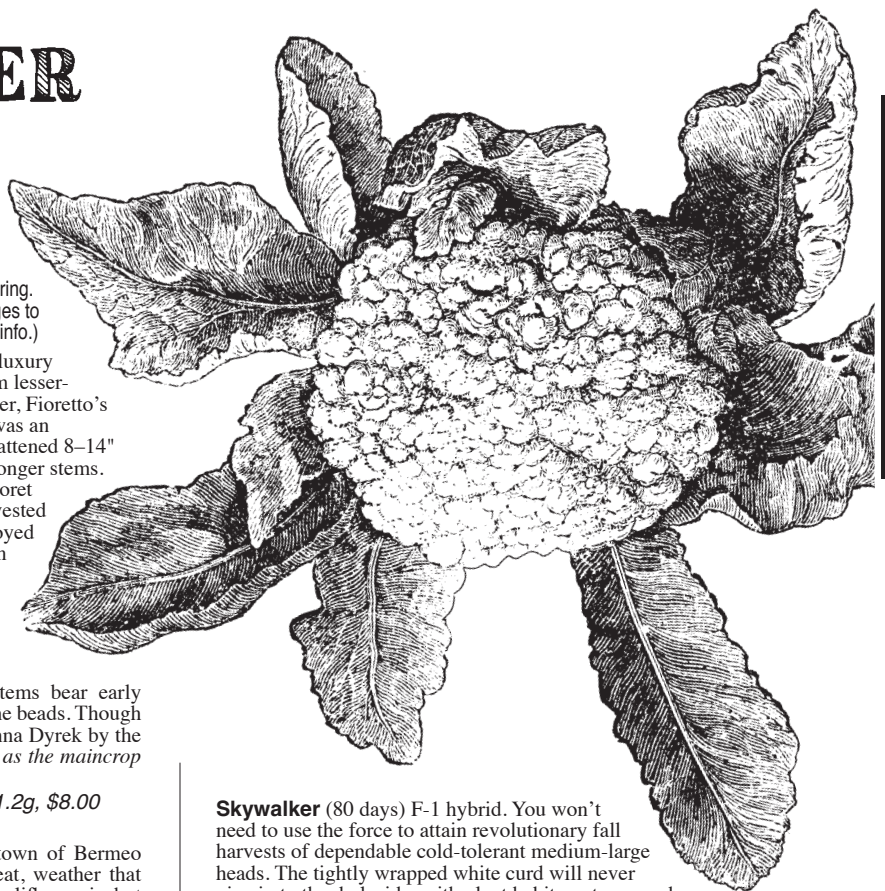 ER
ring.
ges to
info.)
luxury
lesser-
er, Fioretto's
was an
attened 8–14"
onger stems.
oret
vested
oyed
tems bear early
ne beads. Though
nna Dyrek by the
as the maincrop
1.2g, $8.00
town of Bermeo
eat, weather that
Skywalker (80 days) F-1 hybrid. You won't
need to use the force to attain revolutionary fall
harvests of dependable cold-tolerant medium-large
heads. The tightly wrapped white curd will never